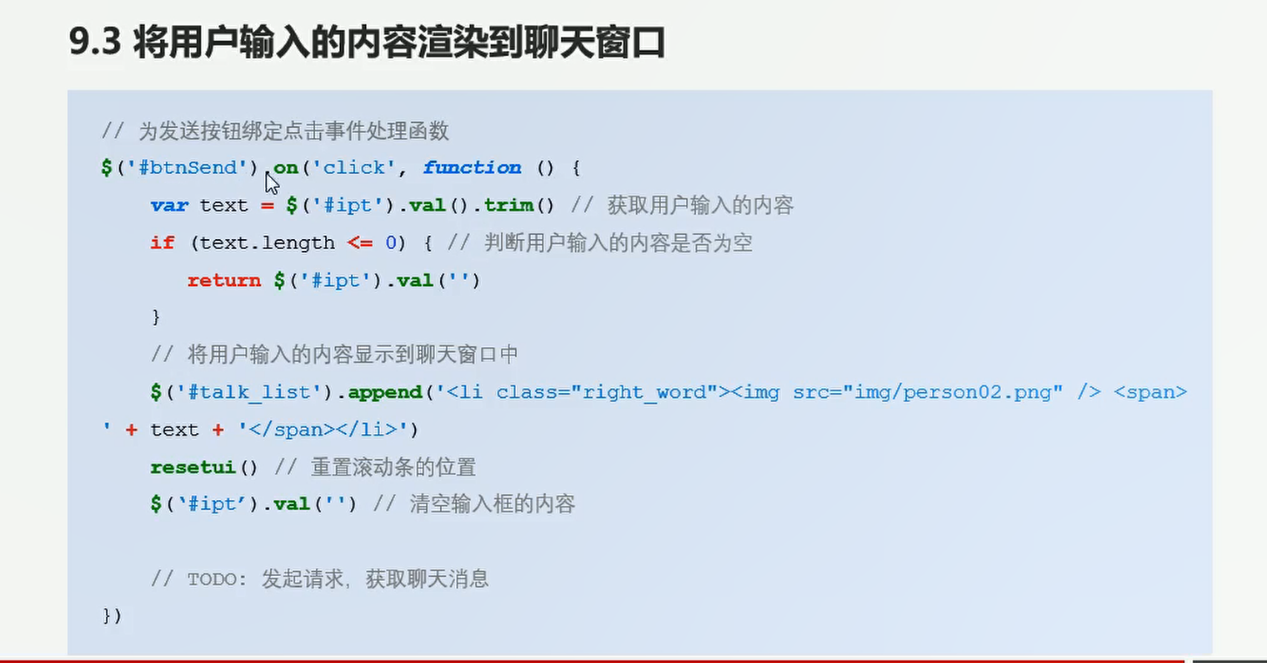 9.3 将用户输入的内容渲染到聊天窗口
// 为发送按钮绑定点击事件处理函数
$('#btnSend').on('click', function () {
var text = $('#ipt').val().trim() // 获取用户输入的内容
if (text.length <= 0) { // 判断用户输入的内容是否为空
return $('#ipt').val('')
}
// 将用户输入的内容显示到聊天窗口中
$('#talk_list').append('<li class="right_word"><img src="img/person02.png" /> <span>
' + text + '</span></li>')
resetui() // 重置滚动条的位置
$(‘#ipt’).val('') // 清空输入框的内容
// TODO: 发起请求，获取聊天消息
})